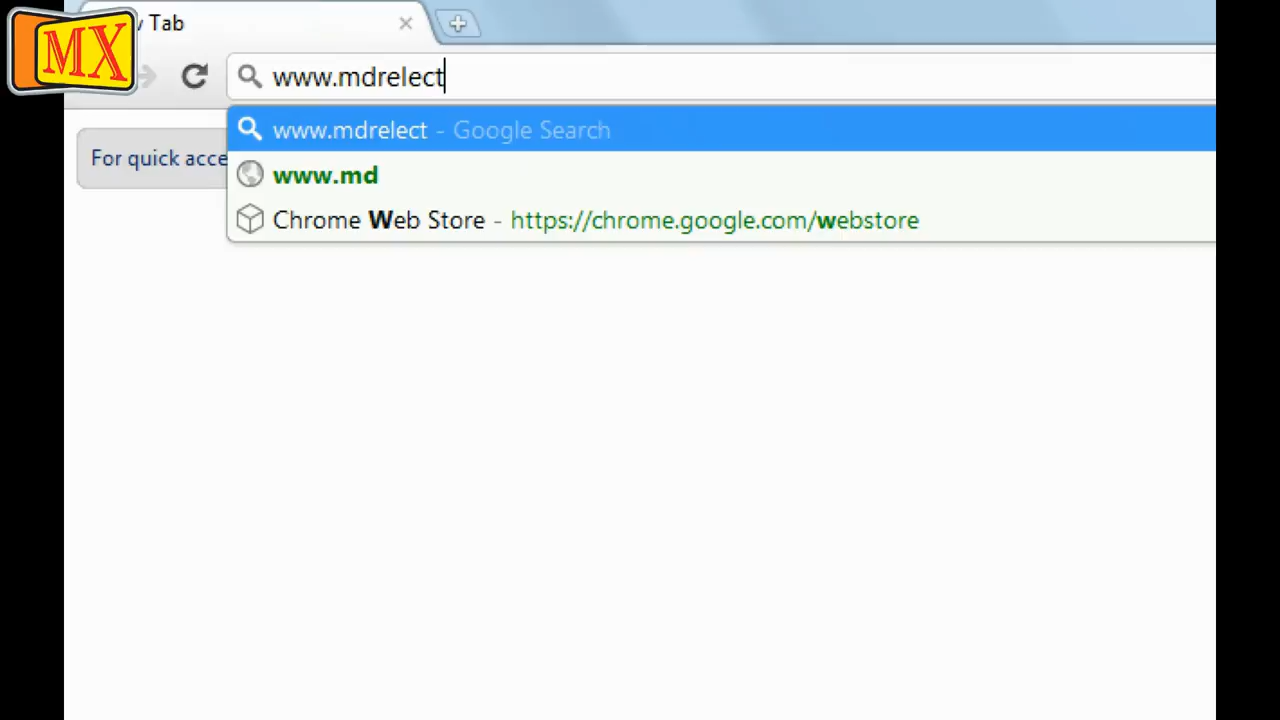 Tab
MX
www.mdrelect
www.mdrelect - Google Search
For quick acce
www.md
Chrome Web Store - https://chrome.google.com/webstore